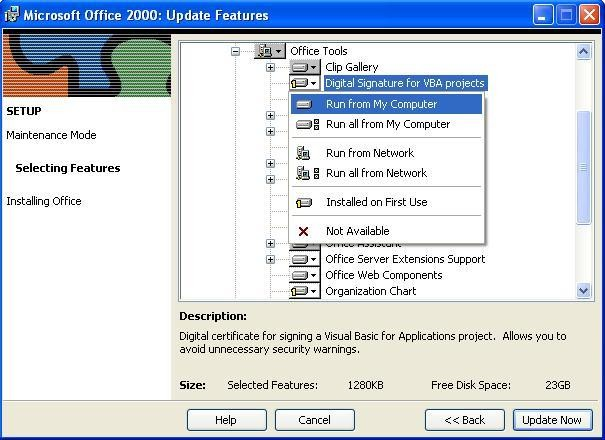 Microsoft Office 2000: Update Features
SETUP
Maintenance Mode
Selecting Features
Installing Office
Office Tools
Clip Gallery
Digital Signature for VBA projects
Run from My Computer
Run all from My Computer
Run from Network
Run all from Network
Installed on First Use
Not Available
Office Assistant
Office Server Extensions Support
Office Web Components
Organization Chart
Description:
Digital certificate for signing a Visual Basic for Applications project. Allows you to
avoid unnecessary security warnings.
Size: Selected Features: 1280KB Free Disk Space: 23GB
Help Cancel << Back Update Now